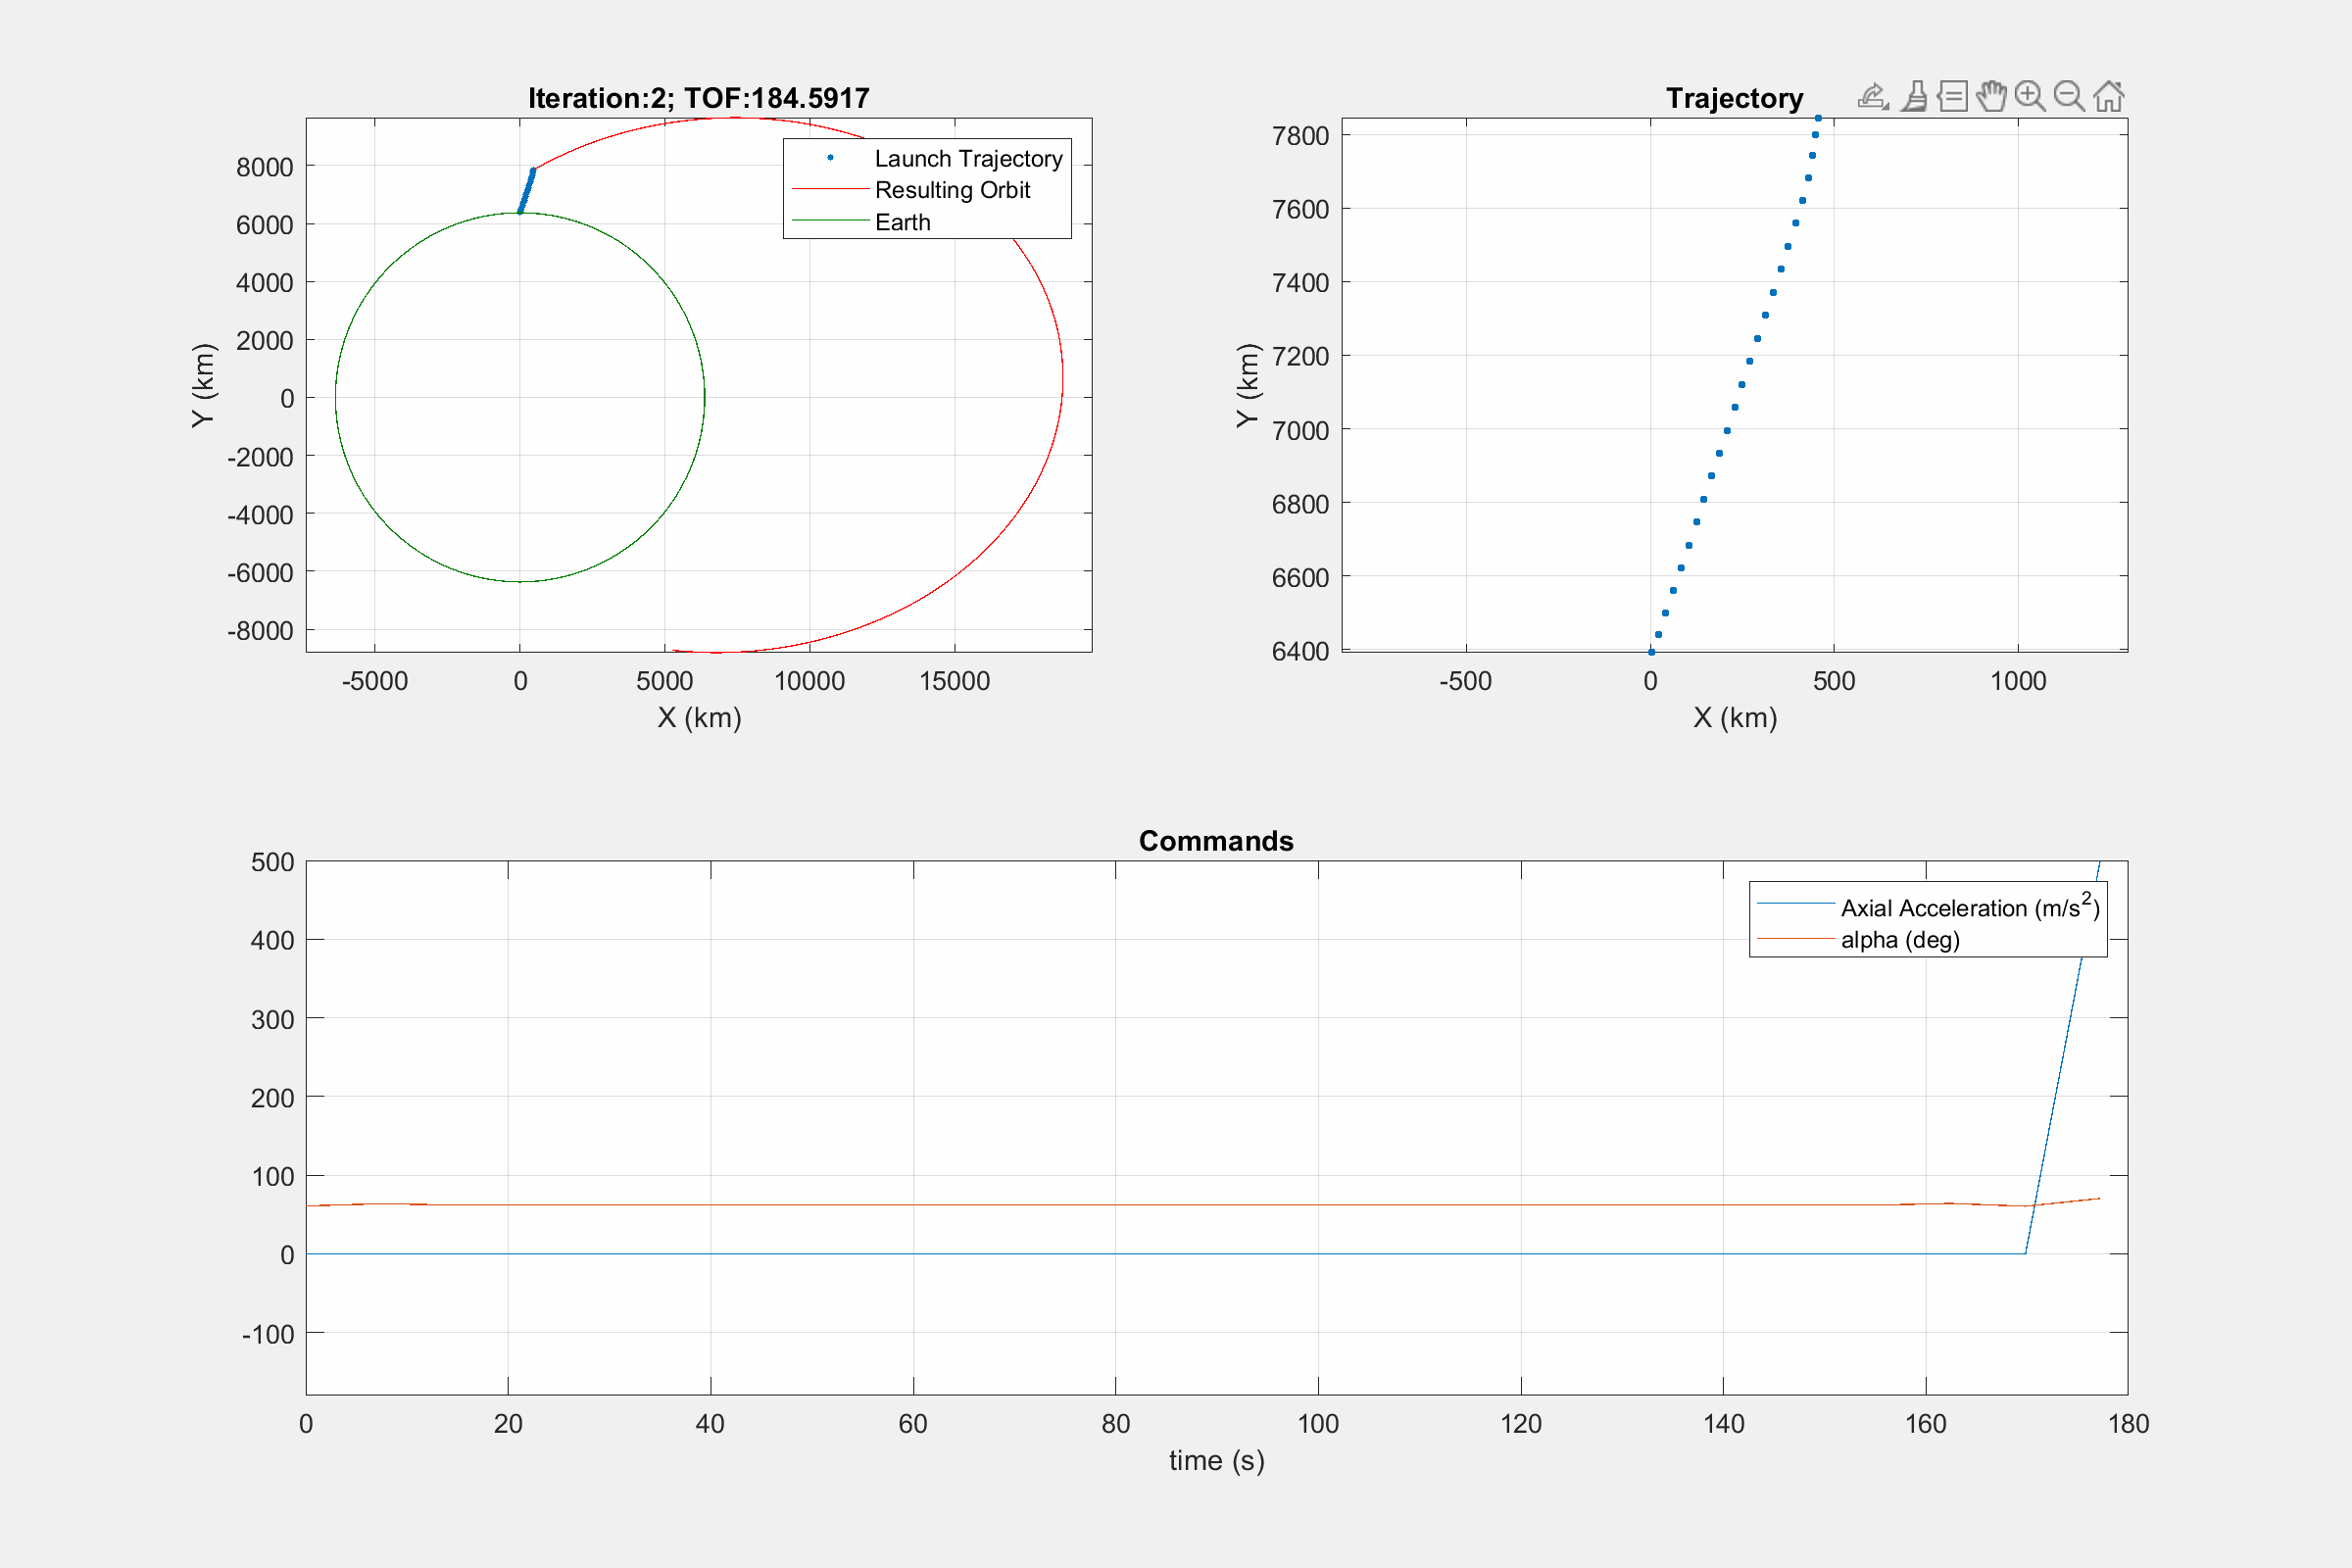 Iteration:2; TOF:184.5917
8000
6000
4000
2000
0
-2000
-4000
-6000
-8000
Y (km)
-5000 0 5000 10000 15000
X (km)
Launch Trajectory
Resulting Orbit
Earth
Trajectory
7800
7600
7400
7200
7000
6800
6600
6400
Y (km)
-500 0 500 1000
X (km)
Commands
500
400
300
200
100
0
-100
0 20 40 60 80 100 120 140 160 180
time (s)
Axial Acceleration (m/s²)
alpha (deg)